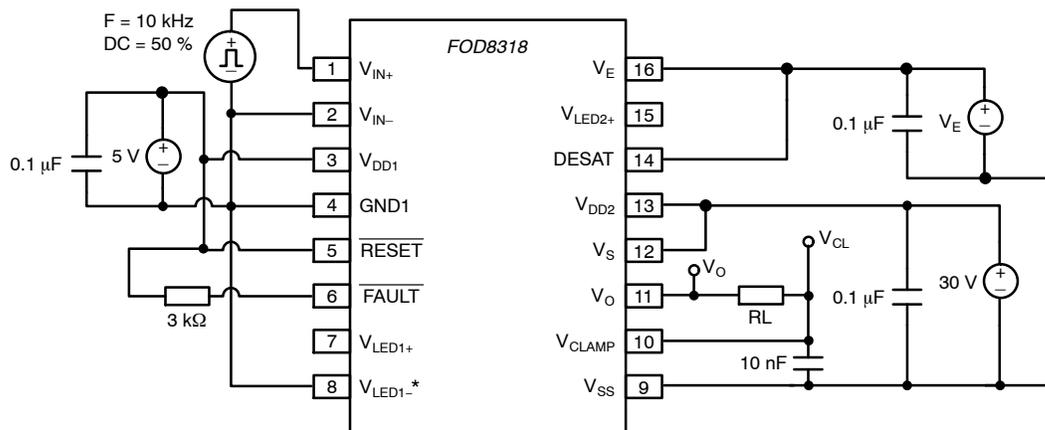 F = 10 kHz
DC = 50 %
FOD8318
1 V_IN+
2 V_IN–
3 V_DD1
4 GND1
5 RESET
6 FAULT
7 V_LED1+
8 V_LED1–*
V_E 16
V_LED2+ 15
DESAT 14
V_DD2 13
V_S 12
V_O 11
V_CLAMP 10
V_SS 9
0.1 μF
5 V
3 kΩ
0.1 μF
V_E
V_CL
V_O
RL
0.1 μF
30 V
10 nF